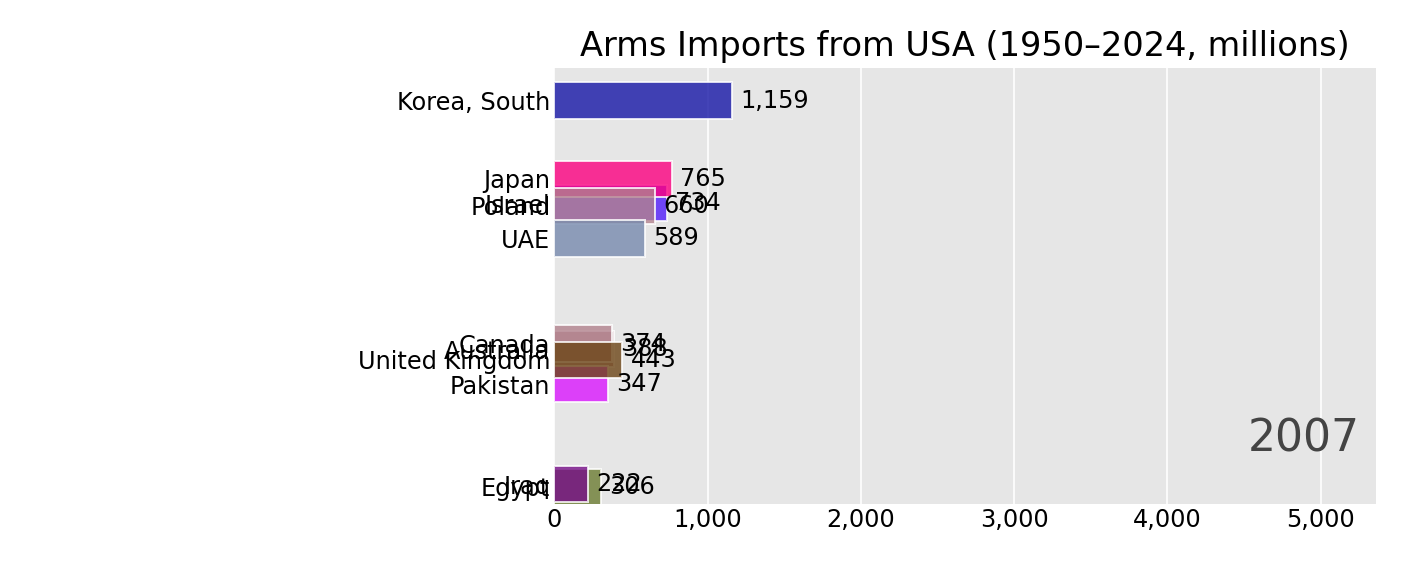 Arms Imports from USA (1950–2024, millions)
Korea, South 1,159
Japan 765
Israel 734
Poland 660
UAE 589
Canada 374
Australia 388
United Kingdom 443
Pakistan 347
2007
Iraq 222
Egypt 306
0 1,000 2,000 3,000 4,000 5,000